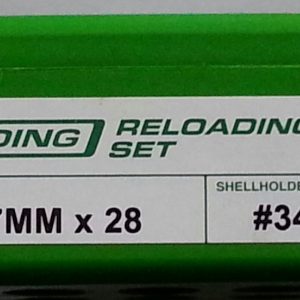 DING RELOADING
SET
7MM x 28
SHELLHOLDE
#34